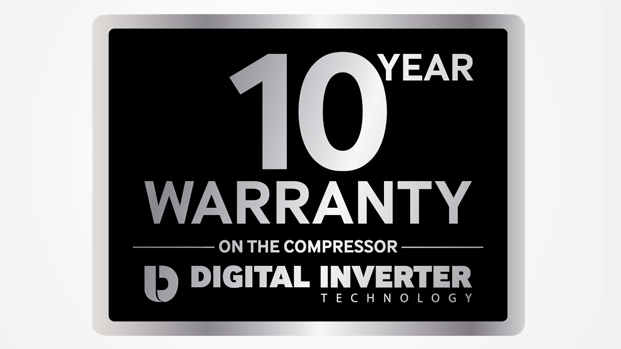 10 YEAR
WARRANTY
ON THE COMPRESSOR
DIGITAL INVERTER
TECHNOLOGY